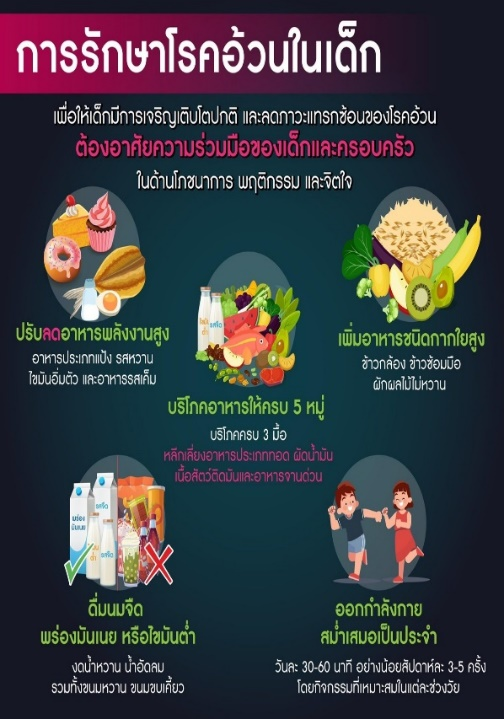 การรักษาโรคอ้วนในเด็ก
เพื่อให้เด็กมีการเจริญเติบโตปกติ และลดภาวะแทรกซ้อนของโรคอ้วน
ต้องอาศัยความร่วมมือของเด็กและครอบครัว
ในด้านโภชนาการ พฤติกรรม และจิตใจ
ปรับลดอาหารพลังงานสูง
อาหารประเภทแป้ง รสหวาน
ไขมันอิ่มตัว และอาหารรสเค็ม
บริโภคอาหารให้ครบ 5 หมู่
บริโภคครบ 3 มื้อ
หลีกเลี่ยงอาหารประเภททอด ผัดน้ำมัน
เนื้อสัตว์ติดมันและอาหารจานด่วน
เพิ่มอาหารชนิดกากใยสูง
ข้าวกล้อง ข้าวซ้อมมือ
ผักผลไม้ไม่หวาน
พร่อง
มันเนย
รสจืด
ดื่มนมจืด
พร่องมันเนย หรือไขมันต่ำ
งดน้ำหวาน น้ำอัดลม
รวมทั้งขนมหวาน ขนมขบเคี้ยว
ออกกำลังกาย
สม่ำเสมอเป็นประจำ
วันละ 30-60 นาที อย่างน้อยสัปดาห์ละ 3-5 ครั้ง
โดยกิจกรรมที่เหมาะสมในแต่ละช่วงวัย